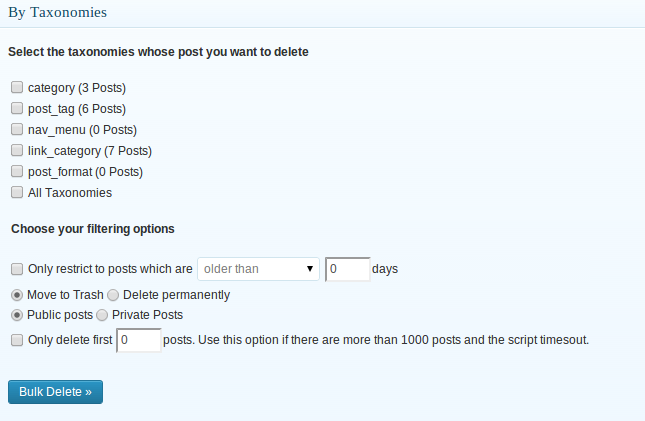 By Taxonomies
Select the taxonomies whose post you want to delete
category (3 Posts)
post_tag (6 Posts)
nav_menu (0 Posts)
link_category (7 Posts)
post_format (0 Posts)
All Taxonomies
Choose your filtering options
Only restrict to posts which are older than 0 days
Move to Trash Delete permanently
Public posts Private Posts
Only delete first 0 posts. Use this option if there are more than 1000 posts and the script timeout.
Bulk Delete »